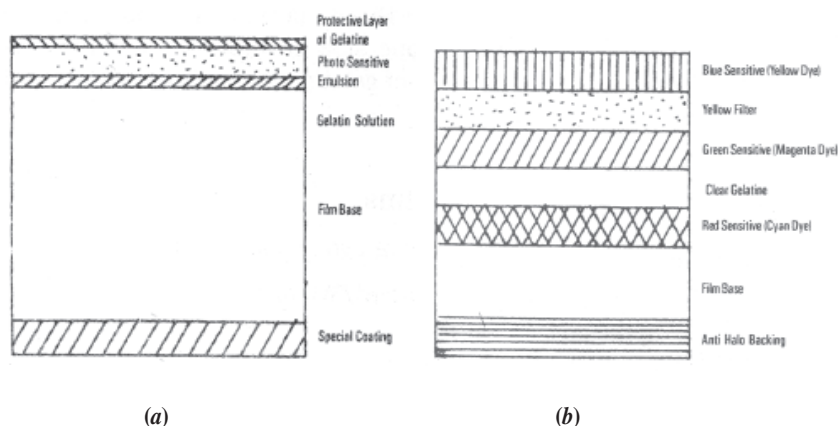 Protective Layer
of Gelatine
Photo Sensitive
Emulsion
Gelatin Solution
Film Base
Special Coating
(a)
Blue Sensitive (Yellow Dye)
Yellow Filter
Green Sensitive (Magenta Dye)
Clear Gelatine
Red Sensitive (Cyan Dye)
Film Base
Anti Halo Backing
(b)